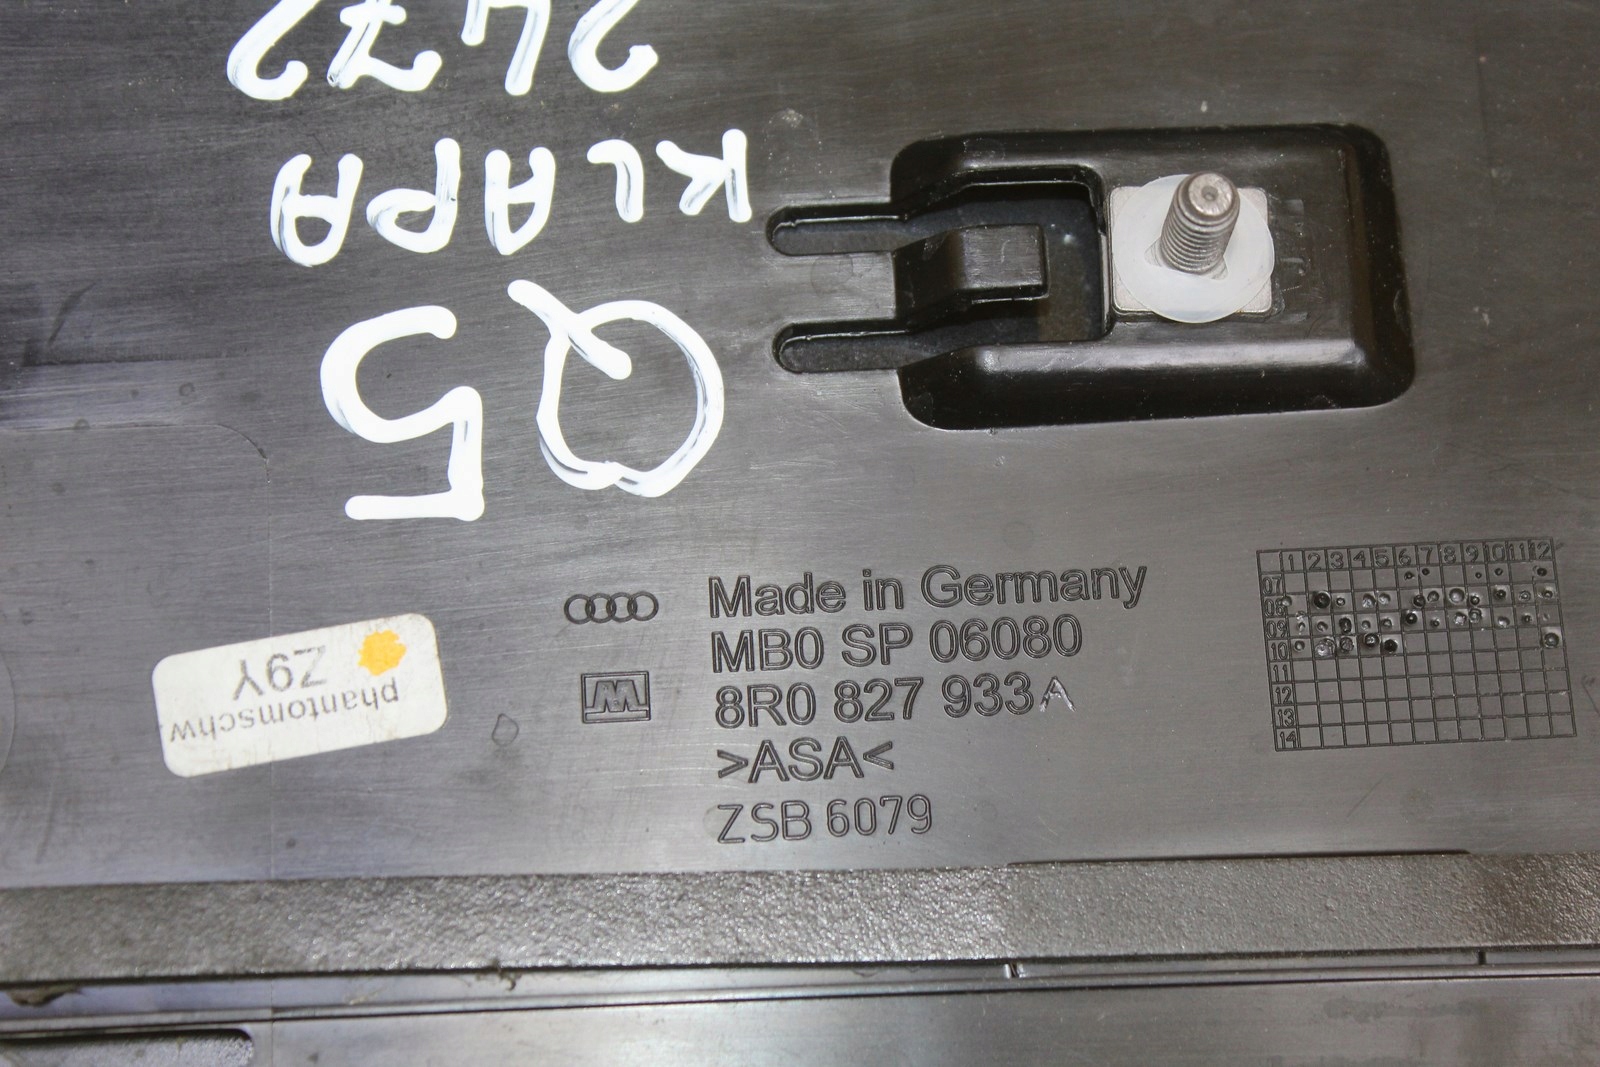 2472
KLAPA
Q5
Made in Germany
MB0 SP 06080
8R0 827 933 A
>ASA<
ZSB 6079
phantomschw
Z9Y
1 2 3 4 5 6 7 8 9 10 11 12
07
08
09
10
11
12
13
14